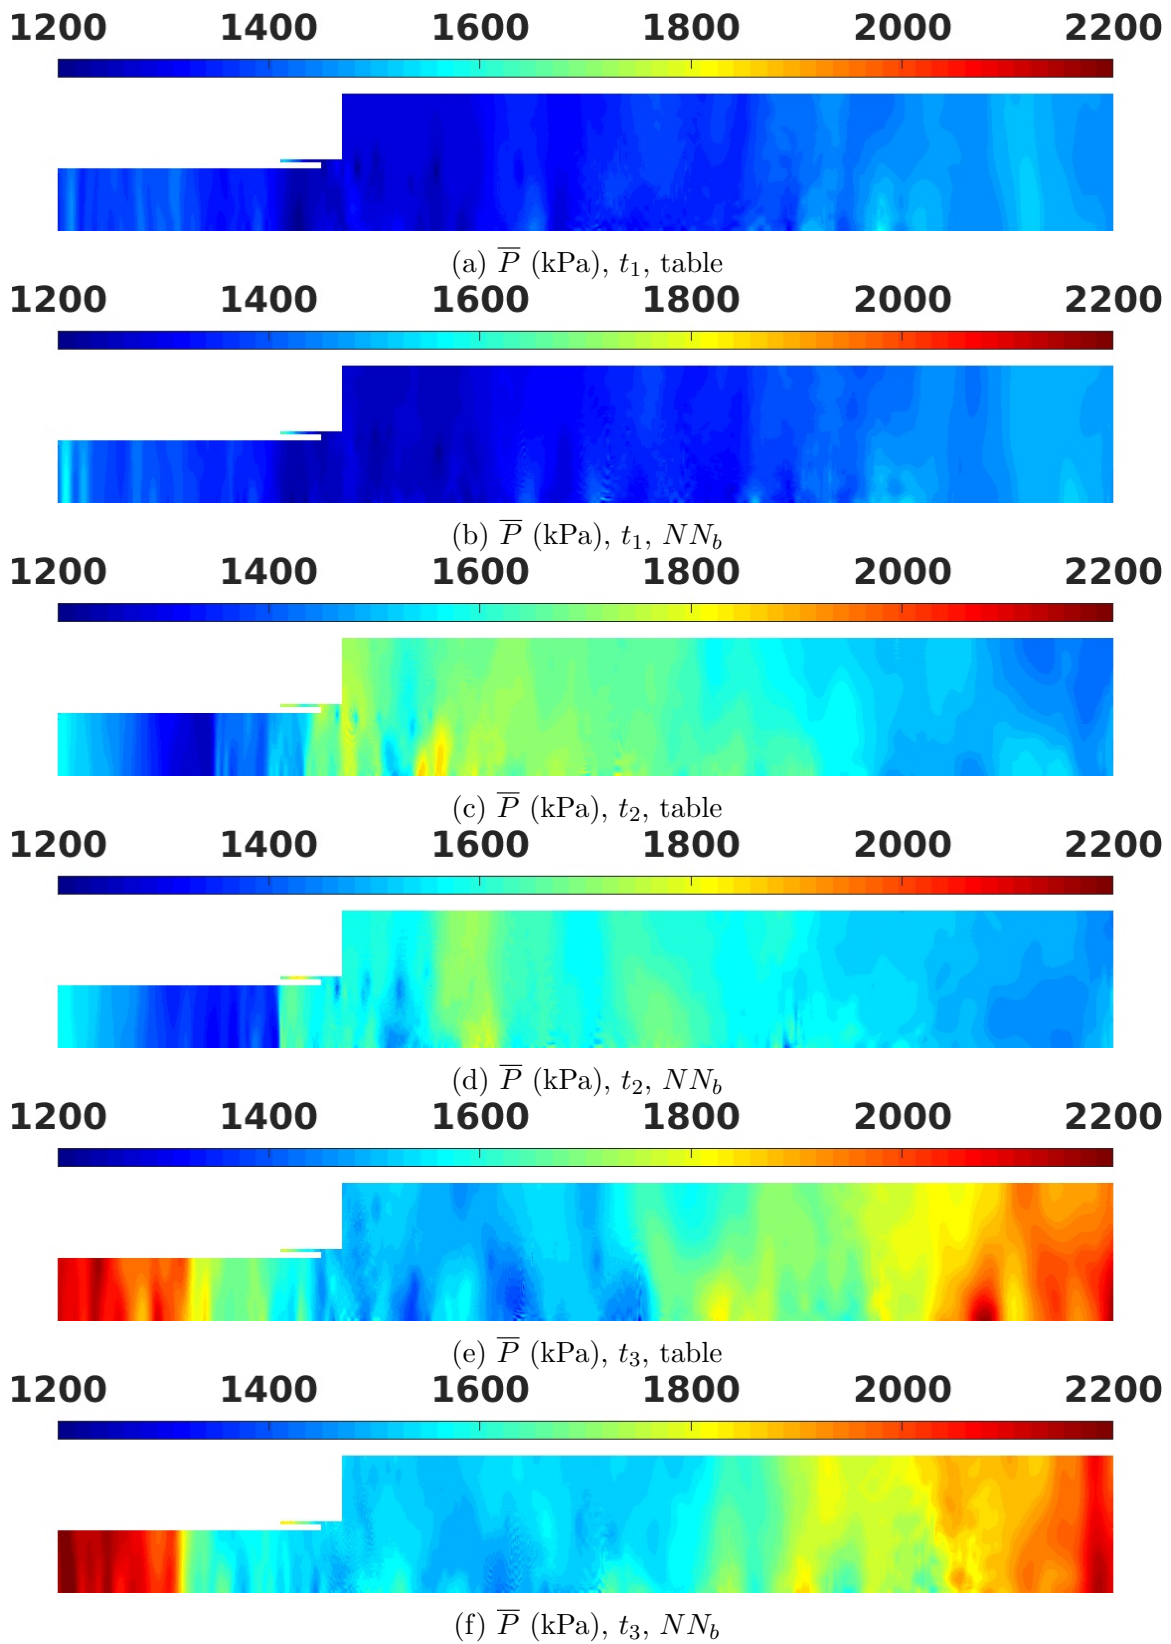 1200 1400 1600 1800 2000 2200
(a) P̅ (kPa), t₁, table
1200 1400 1600 1800 2000 2200
(b) P̅ (kPa), t₁, NN_b
1200 1400 1600 1800 2000 2200
(c) P̅ (kPa), t₂, table
1200 1400 1600 1800 2000 2200
(d) P̅ (kPa), t₂, NN_b
1200 1400 1600 1800 2000 2200
(e) P̅ (kPa), t₃, table
1200 1400 1600 1800 2000 2200
(f) P̅ (kPa), t₃, NN_b